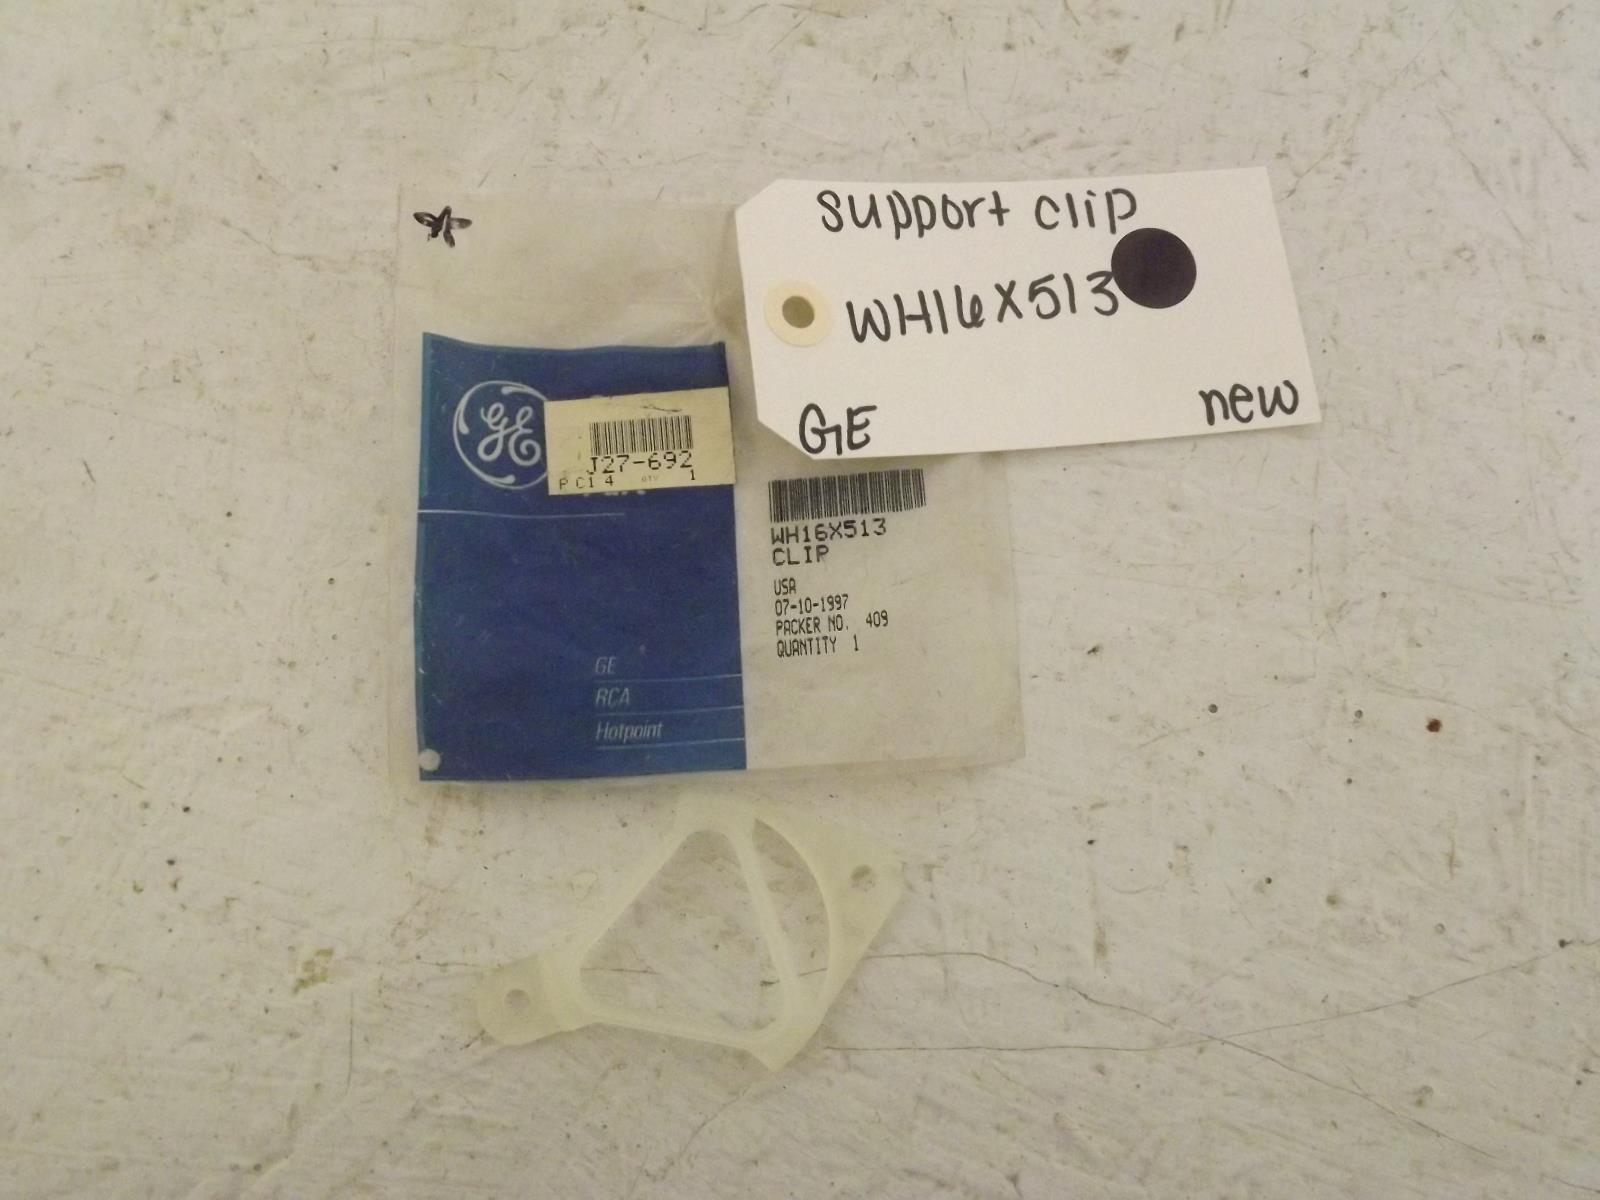 support clip
WH16X513
GE
new
GE
J27-692
P C1 4 QTY 1
WH16X513
CLIP
USA
07-10-1997
PACKER NO. 409
QUANTITY 1
GE
RCA
Hotpoint